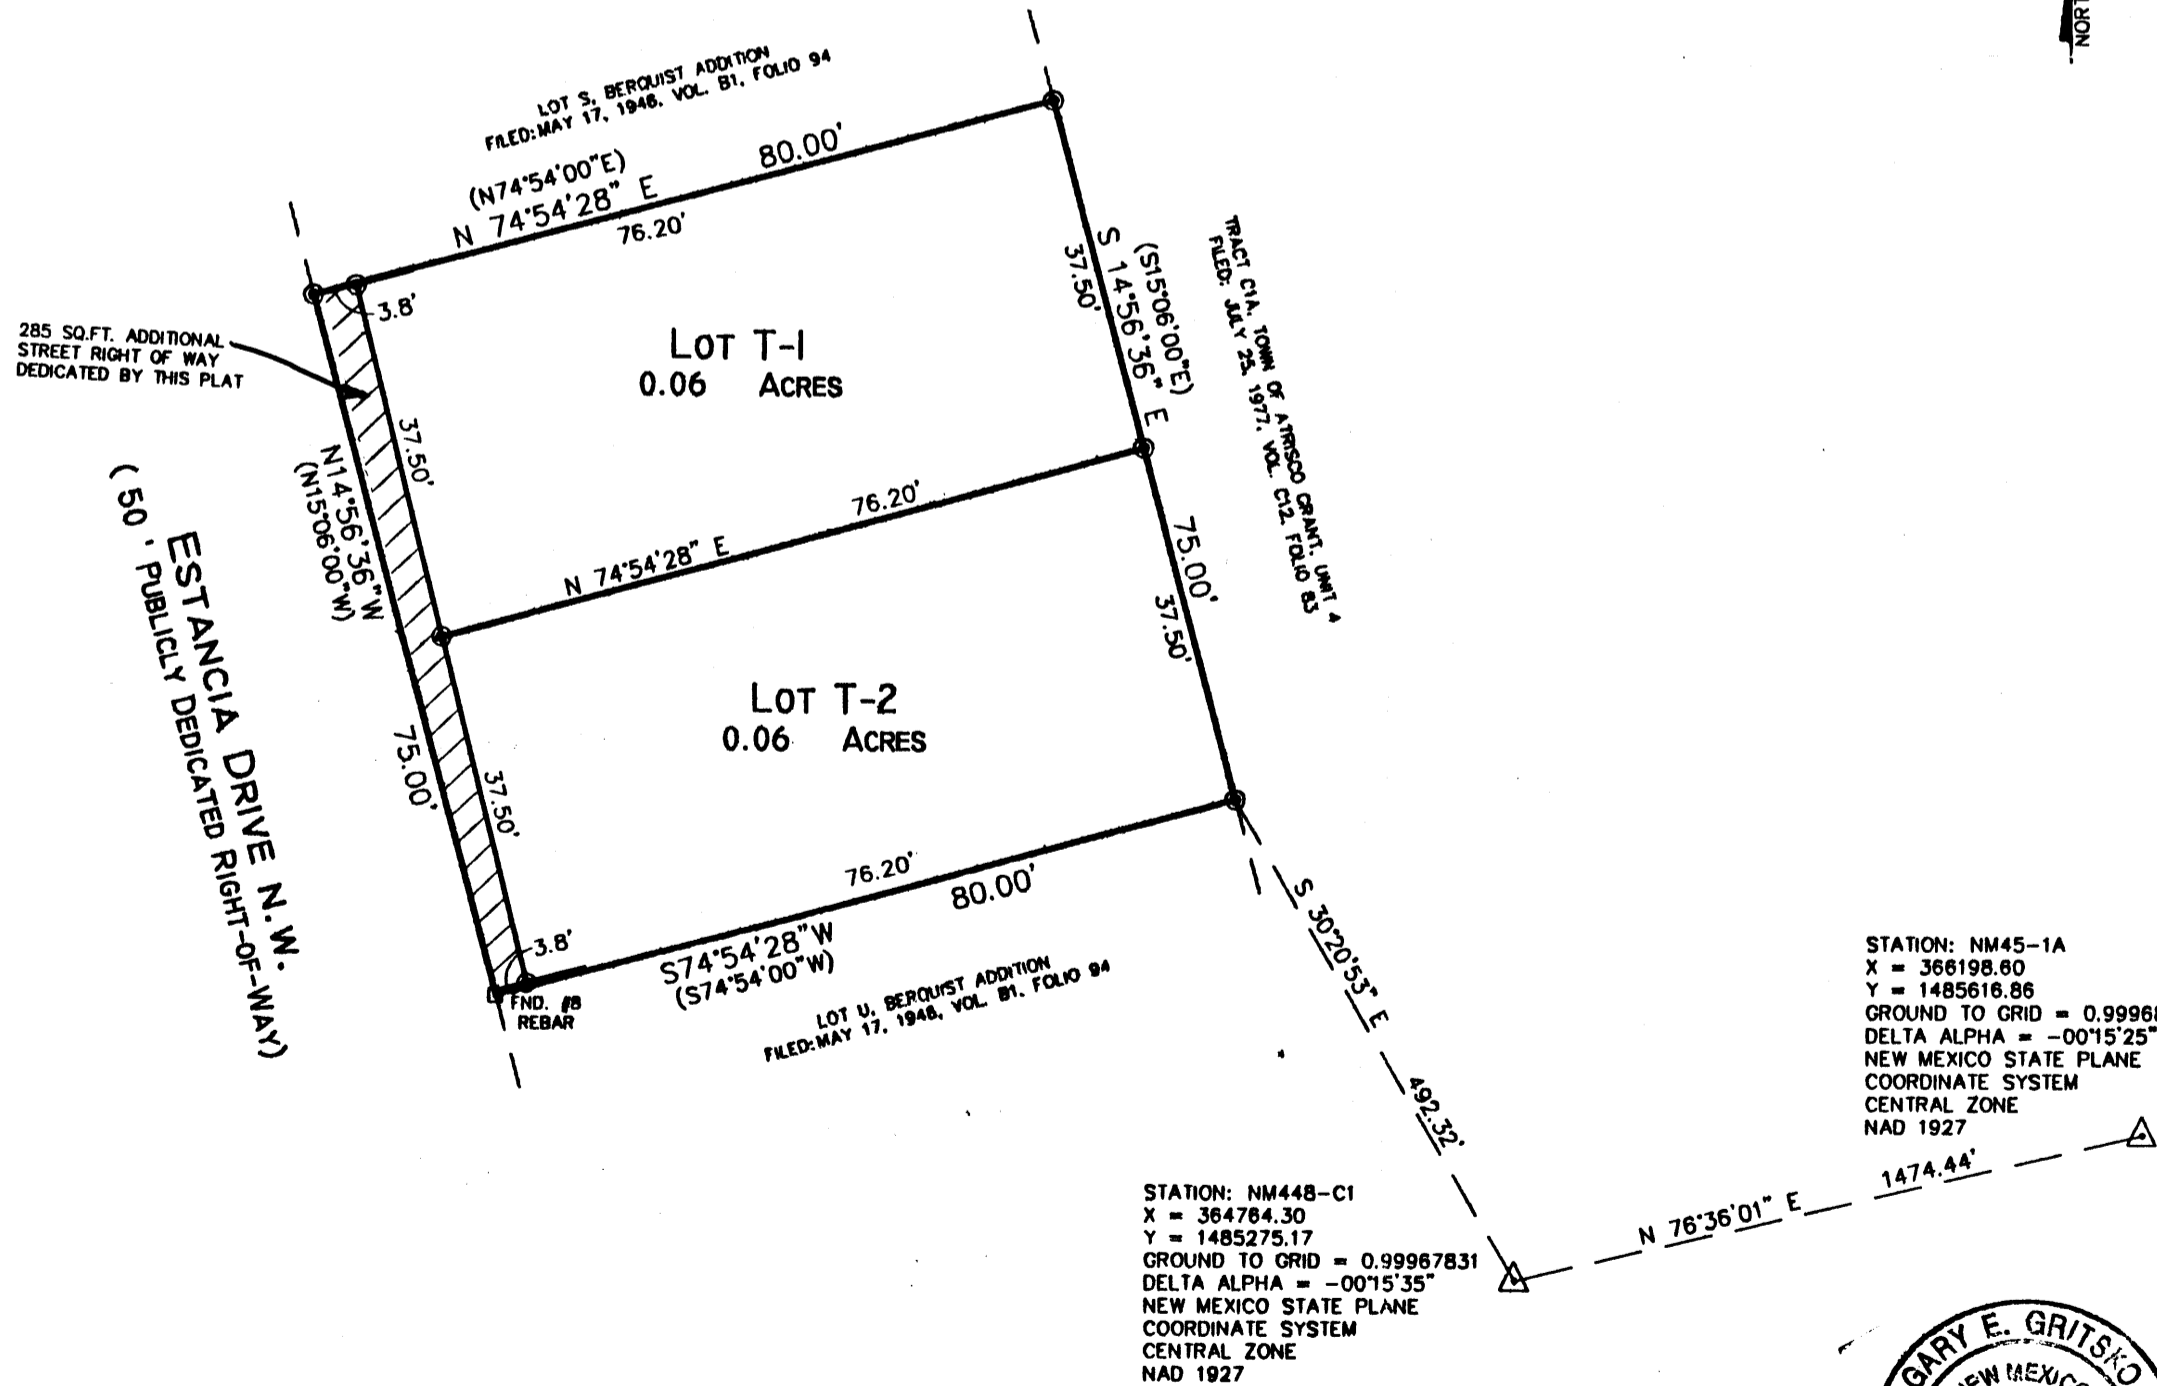 NORT
LOT S, BERQUIST ADDITION
FILED: MAY 17, 1946, VOL. B1, FOLIO 94
(N74°54'00"E)
N 74°54'28" E
80.00'
76.20'
3.8'
285 SQ.FT. ADDITIONAL
STREET RIGHT OF WAY
DEDICATED BY THIS PLAT
LOT T-1
0.06 ACRES
S 14°56'36" E
(S15°06'00"E)
37.50'
TRACT C1A, TOWN OF ATRISCO GRANT, UNIT 4
FILED: JULY 25, 1977, VOL. C12, FOLIO 83
37.50'
N14°56'36"W
(N15°06'00"W)
75.00'
ESTANCIA DRIVE N.W.
(50' PUBLICLY DEDICATED RIGHT-OF-WAY)
N 74°54'28" E
76.20'
75.00'
37.50'
LOT T-2
0.06 ACRES
37.50'
3.8'
FND. #8
REBAR
76.20'
80.00'
S74°54'28"W
(S74°54'00"W)
LOT U, BERQUIST ADDITION
FILED: MAY 17, 1946, VOL. B1, FOLIO 94
S 30°20'53" E
492.32'
STATION: NM45-1A
X = 366198.60
Y = 1485616.86
GROUND TO GRID = 0.9996
DELTA ALPHA = -00°15'25"
NEW MEXICO STATE PLANE
COORDINATE SYSTEM
CENTRAL ZONE
NAD 1927
N 76°36'01" E
1474.44'
STATION: NM448-C1
X = 364764.30
Y = 1485275.17
GROUND TO GRID = 0.99967831
DELTA ALPHA = -00°15'35"
NEW MEXICO STATE PLANE
COORDINATE SYSTEM
CENTRAL ZONE
NAD 1927
GARY E. GRITSKO
EW MEXICO